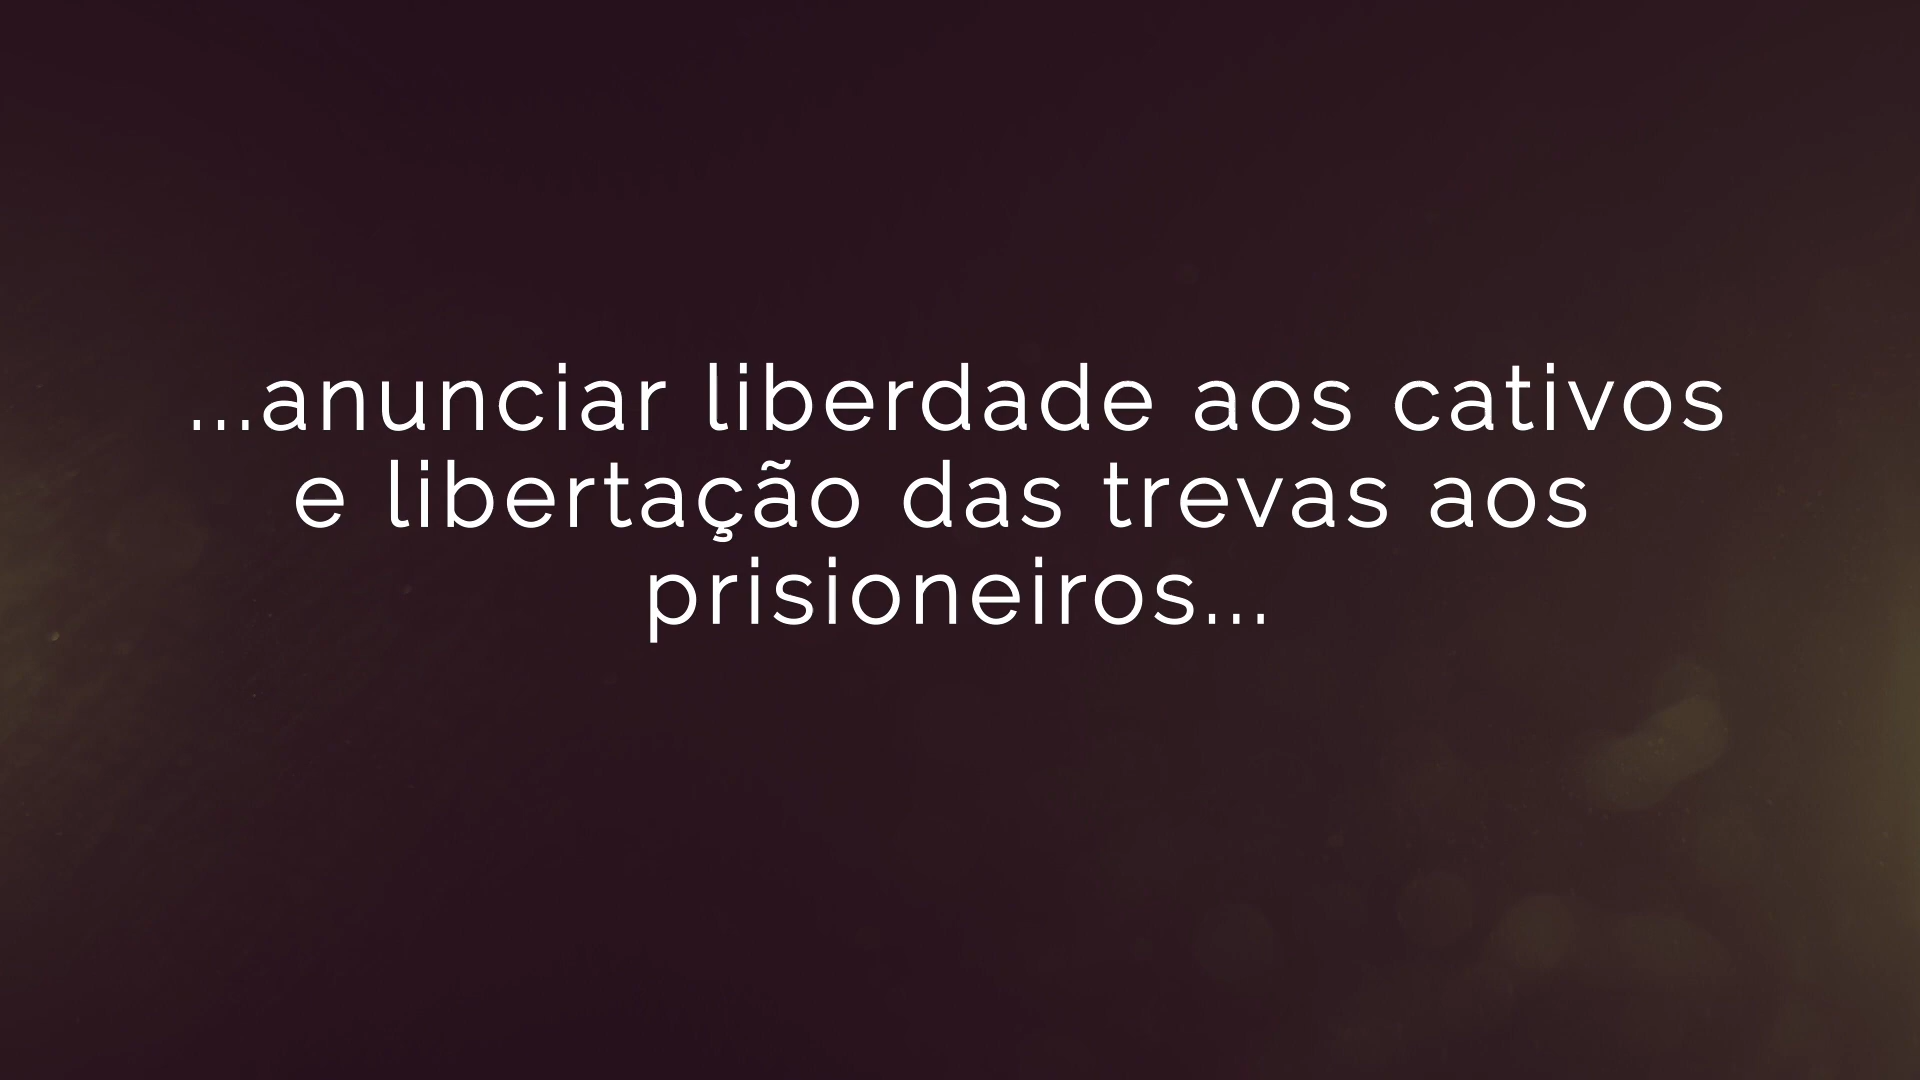 ...anunciar liberdade aos cativos
e libertação das trevas aos
prisioneiros...